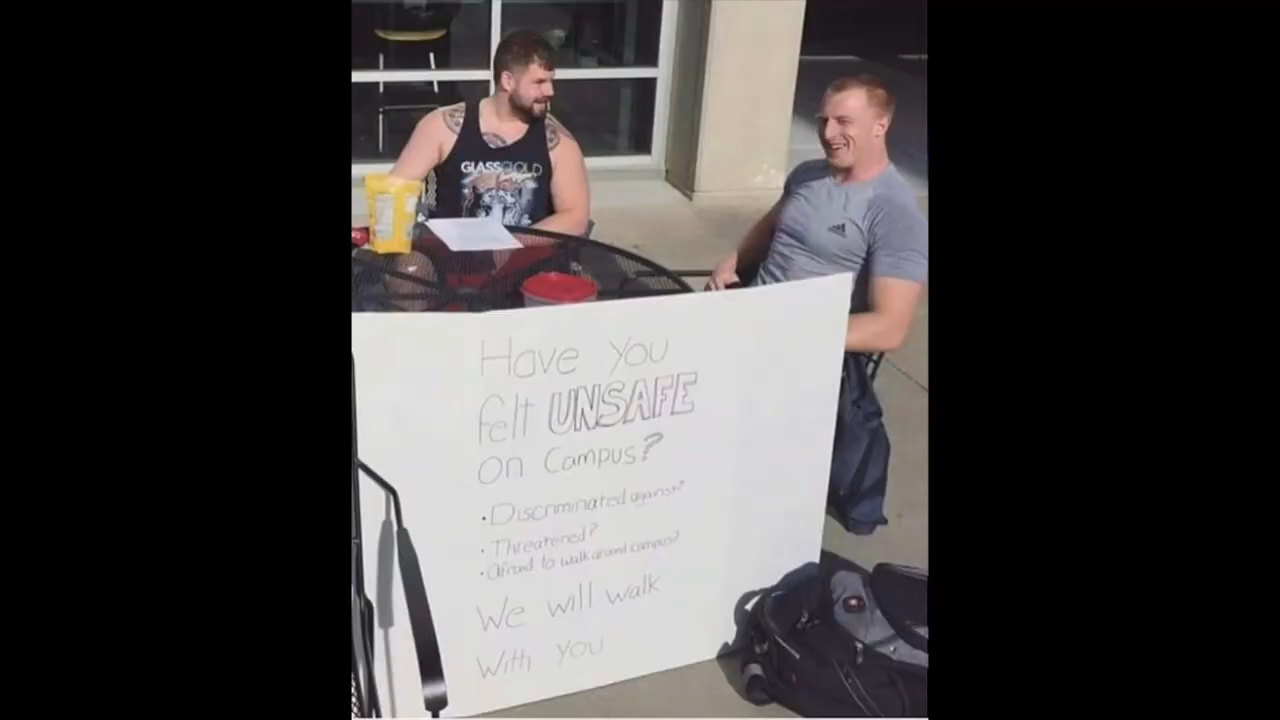 GLASSCLOUD
Have you
felt UNSAFE
on Campus?
• Discriminated against?
• Threatened?
• Afraid to walk around campus?
We will walk
With you